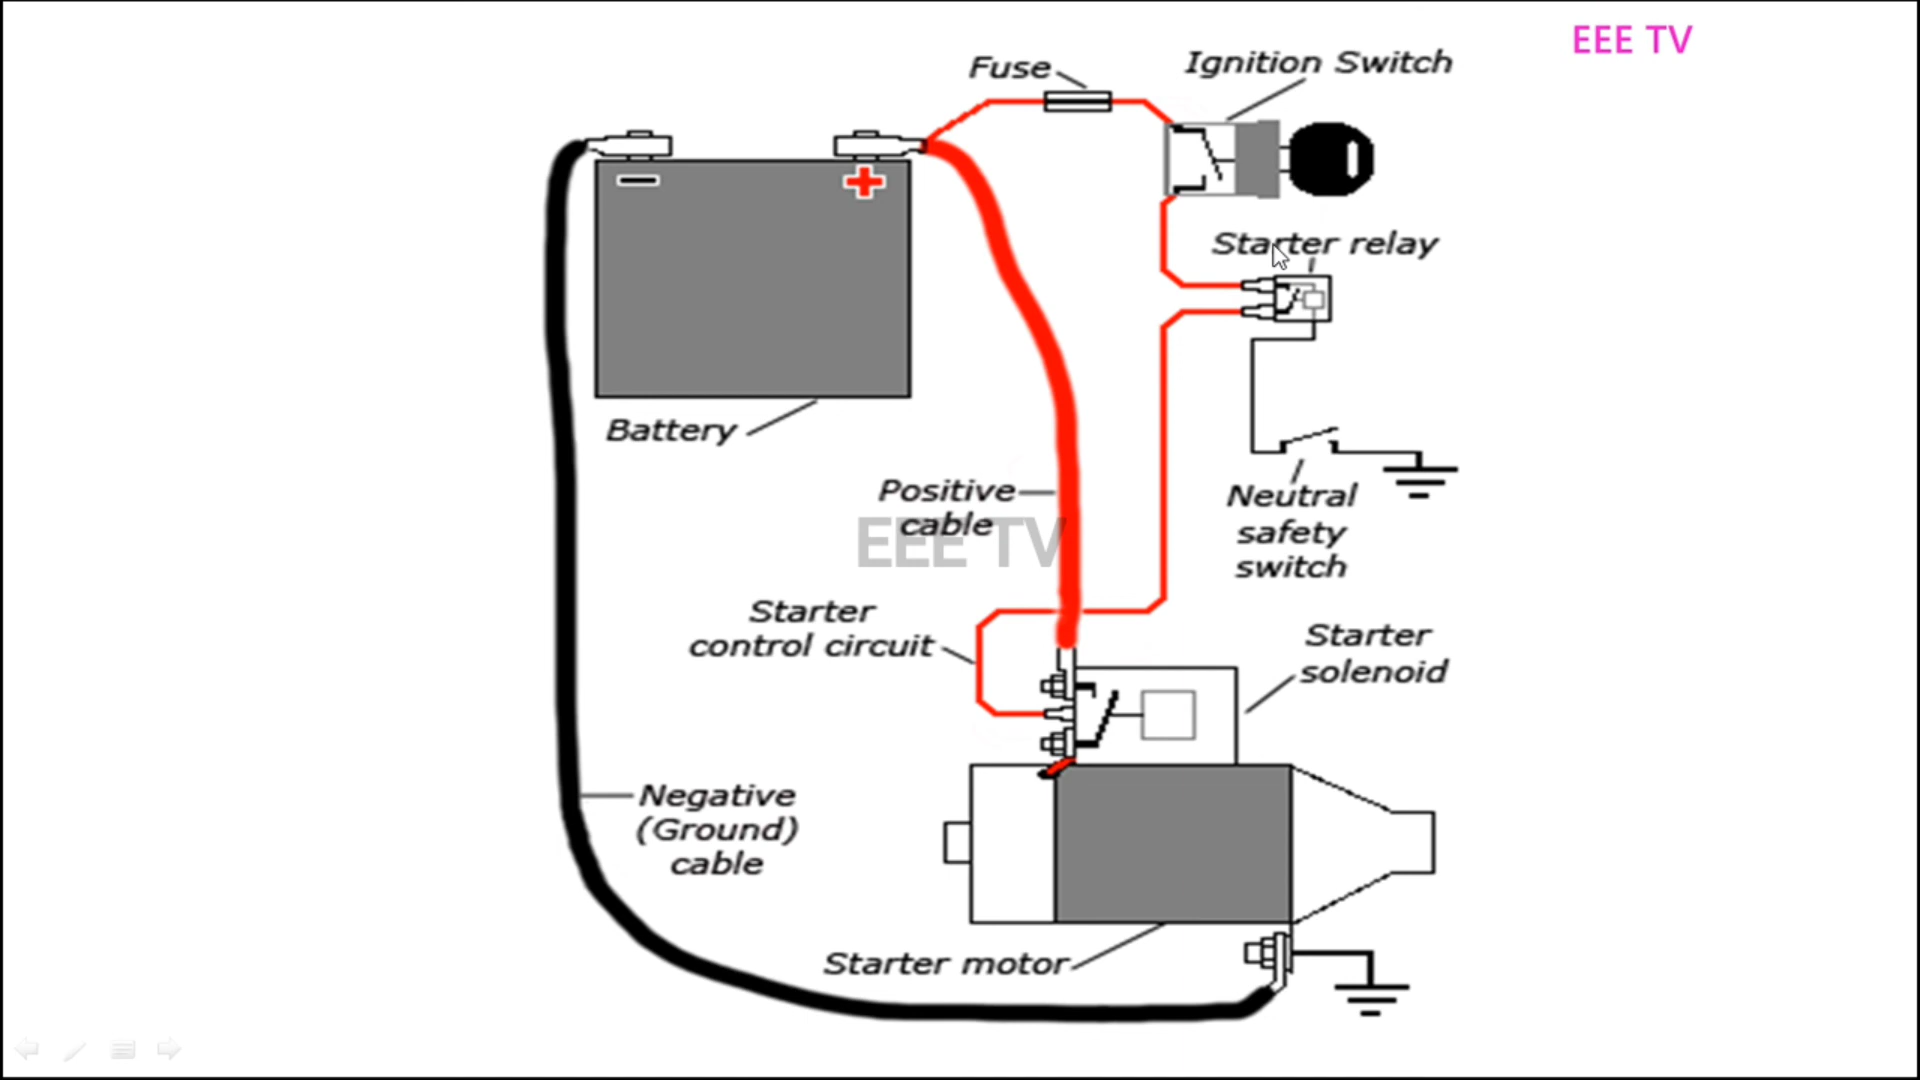 EEE TV
Fuse
Ignition Switch
Starter relay
Battery
Positive
cable
EEE TV
Neutral
safety
switch
Starter
control circuit
Starter
solenoid
Negative
(Ground)
cable
Starter motor